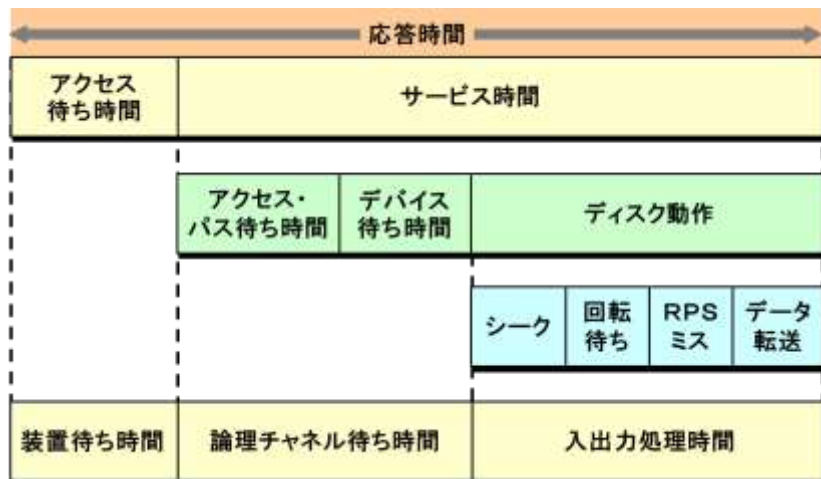 応答時間
アクセス
待ち時間
サービス時間
アクセス・
パス待ち時間
デバイス
待ち時間
ディスク動作
シーク
回転
待ち
RPS
ミス
データ
転送
装置待ち時間
論理チャネル待ち時間
入出力処理時間